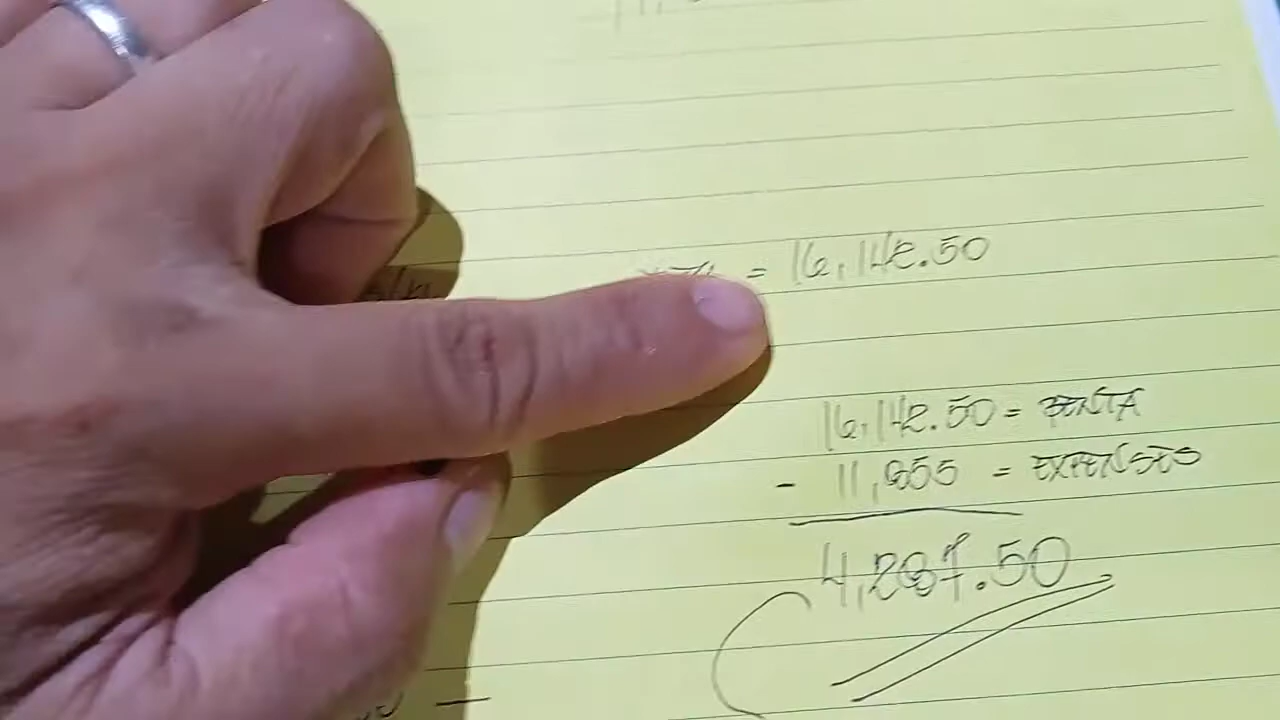 = 16,142.50
16,142.50 = BENTA
- 11,855 = EXPENSES
4,287.50